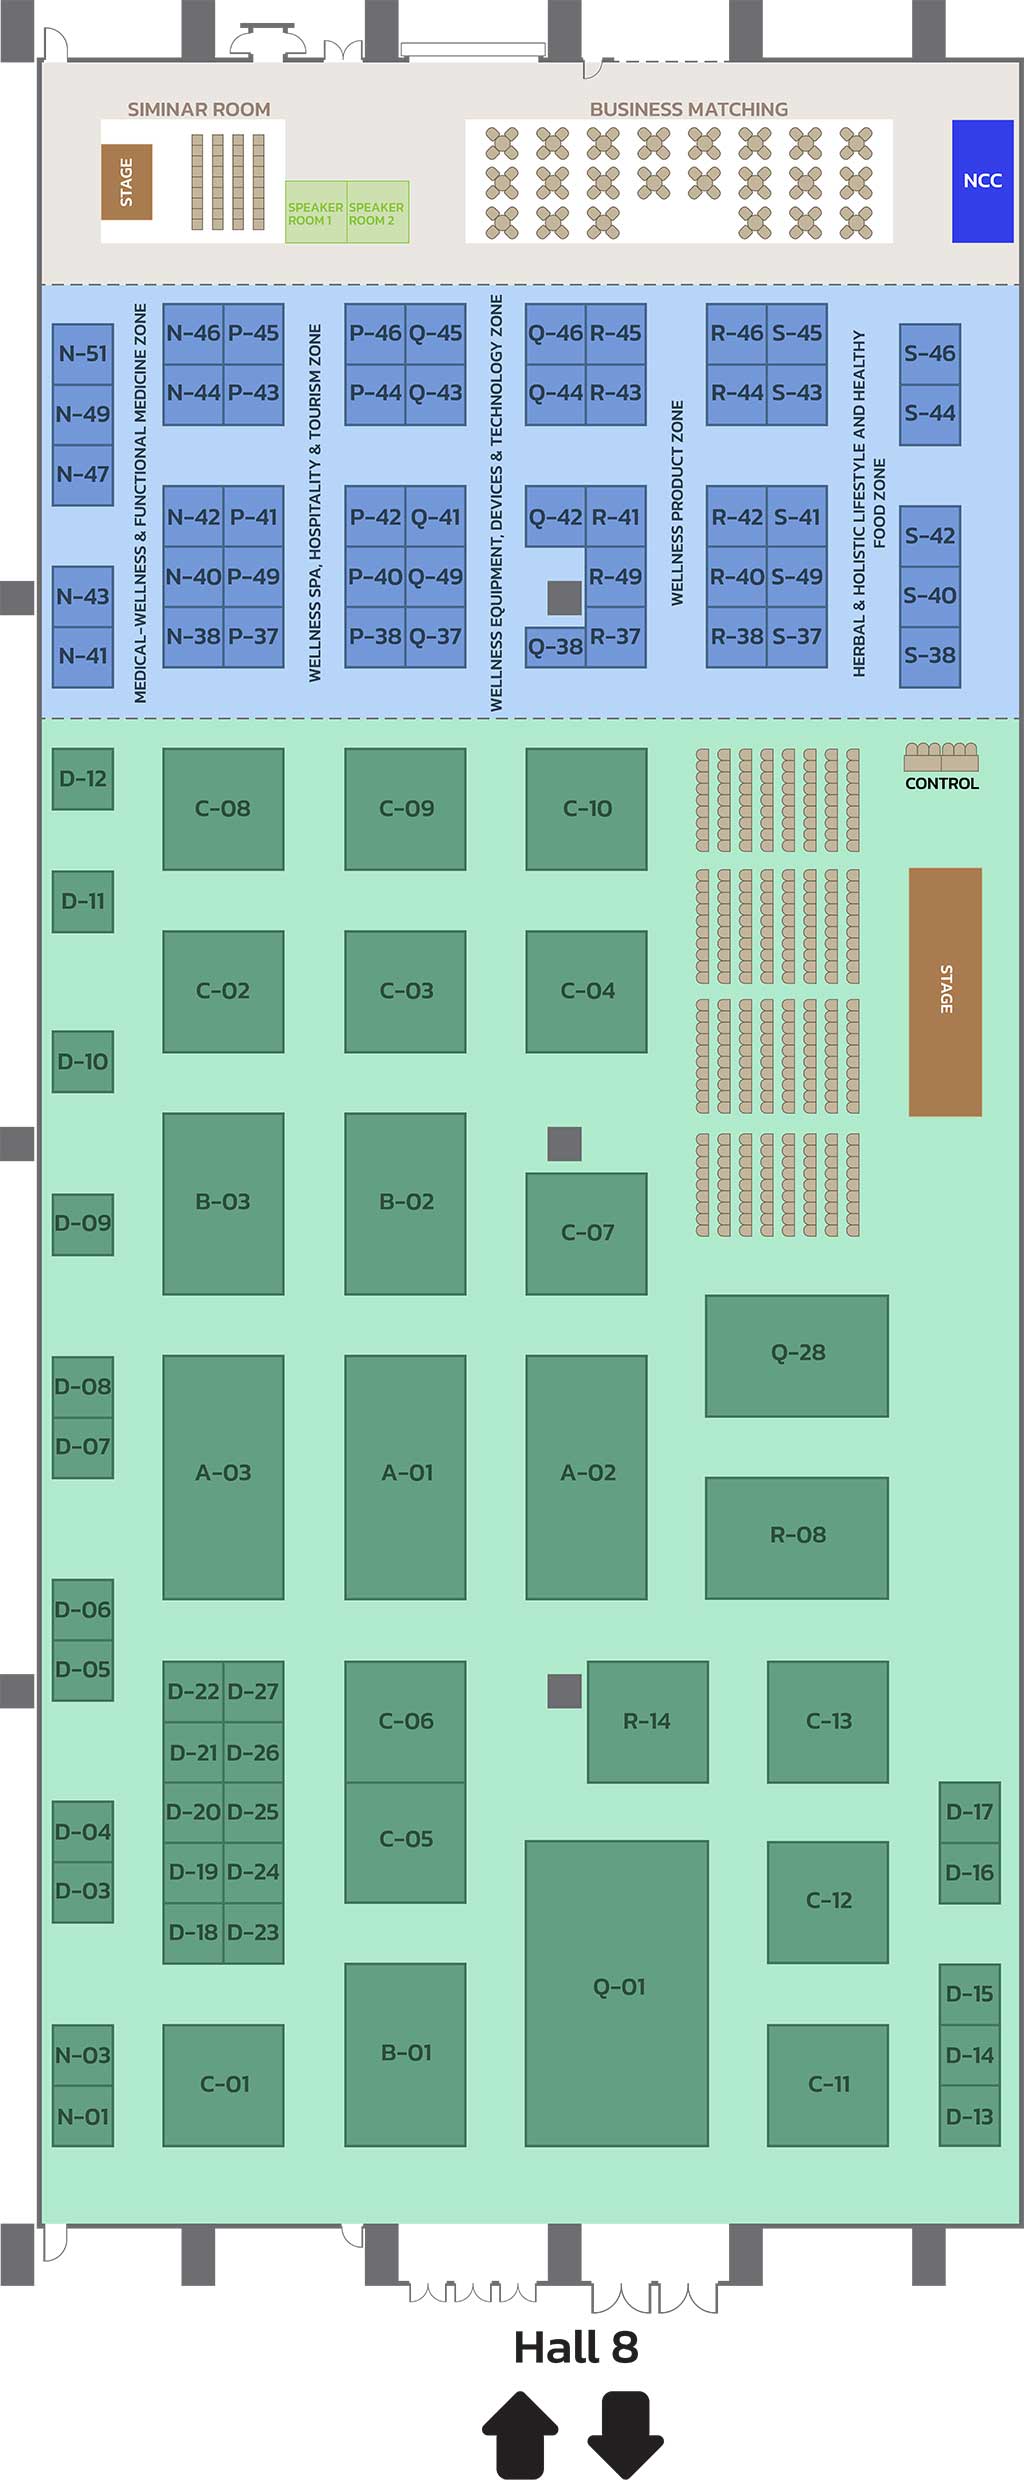 SIMINAR ROOM
BUSINESS MATCHING
STAGE
SPEAKER
ROOM 1
SPEAKER
ROOM 2
NCC
N-51
N-49
N-47
N-43
N-41
MEDICAL-WELLNESS & FUNCTIONAL MEDICINE ZONE
N-46 P-45
N-44 P-43
N-42 P-41
N-40 P-49
N-38 P-37
WELLNESS SPA, HOSPITALITY & TOURISM ZONE
P-46 Q-45
P-44 Q-43
P-42 Q-41
P-40 Q-49
P-38 Q-37
WELLNESS EQUIPMENT, DEVICES & TECHNOLOGY ZONE
Q-46 R-45
Q-44 R-43
Q-42 R-41
R-49
Q-38 R-37
WELLNESS PRODUCT ZONE
R-46 S-45
R-44 S-43
R-42 S-41
R-40 S-49
R-38 S-37
HERBAL & HOLISTIC LIFESTYLE AND HEALTHY
FOOD ZONE
S-46
S-44
S-42
S-40
S-38
D-12
C-08
C-09
C-10
CONTROL
D-11
C-02
C-03
C-04
STAGE
D-10
B-03
B-02
C-07
D-09
Q-28
D-08
D-07
A-03
A-01
A-02
R-08
D-06
D-05
D-22 D-27
D-21 D-26
D-20 D-25
D-19 D-24
D-18 D-23
C-06
C-05
R-14
C-13
D-04
D-03
Q-01
C-12
D-17
D-16
N-03
N-01
C-01
B-01
C-11
D-15
D-14
D-13
Hall 8